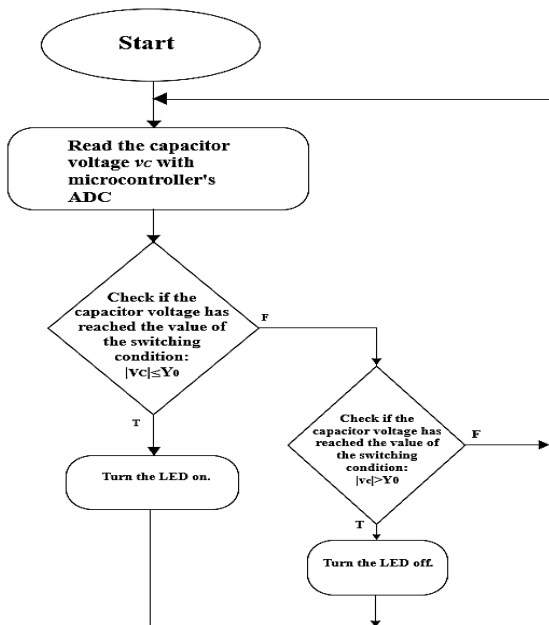 Start
Read the capacitor
voltage vc with
microcontroller's
ADC
Check if the
capacitor voltage has
reached the value of
the switching
condition:
|vc|≤Y0
F
T
Check if the
capacitor voltage has
reached the value of
the switching
condition:
|vc|>Y0
F
T
Turn the LED on.
Turn the LED off.